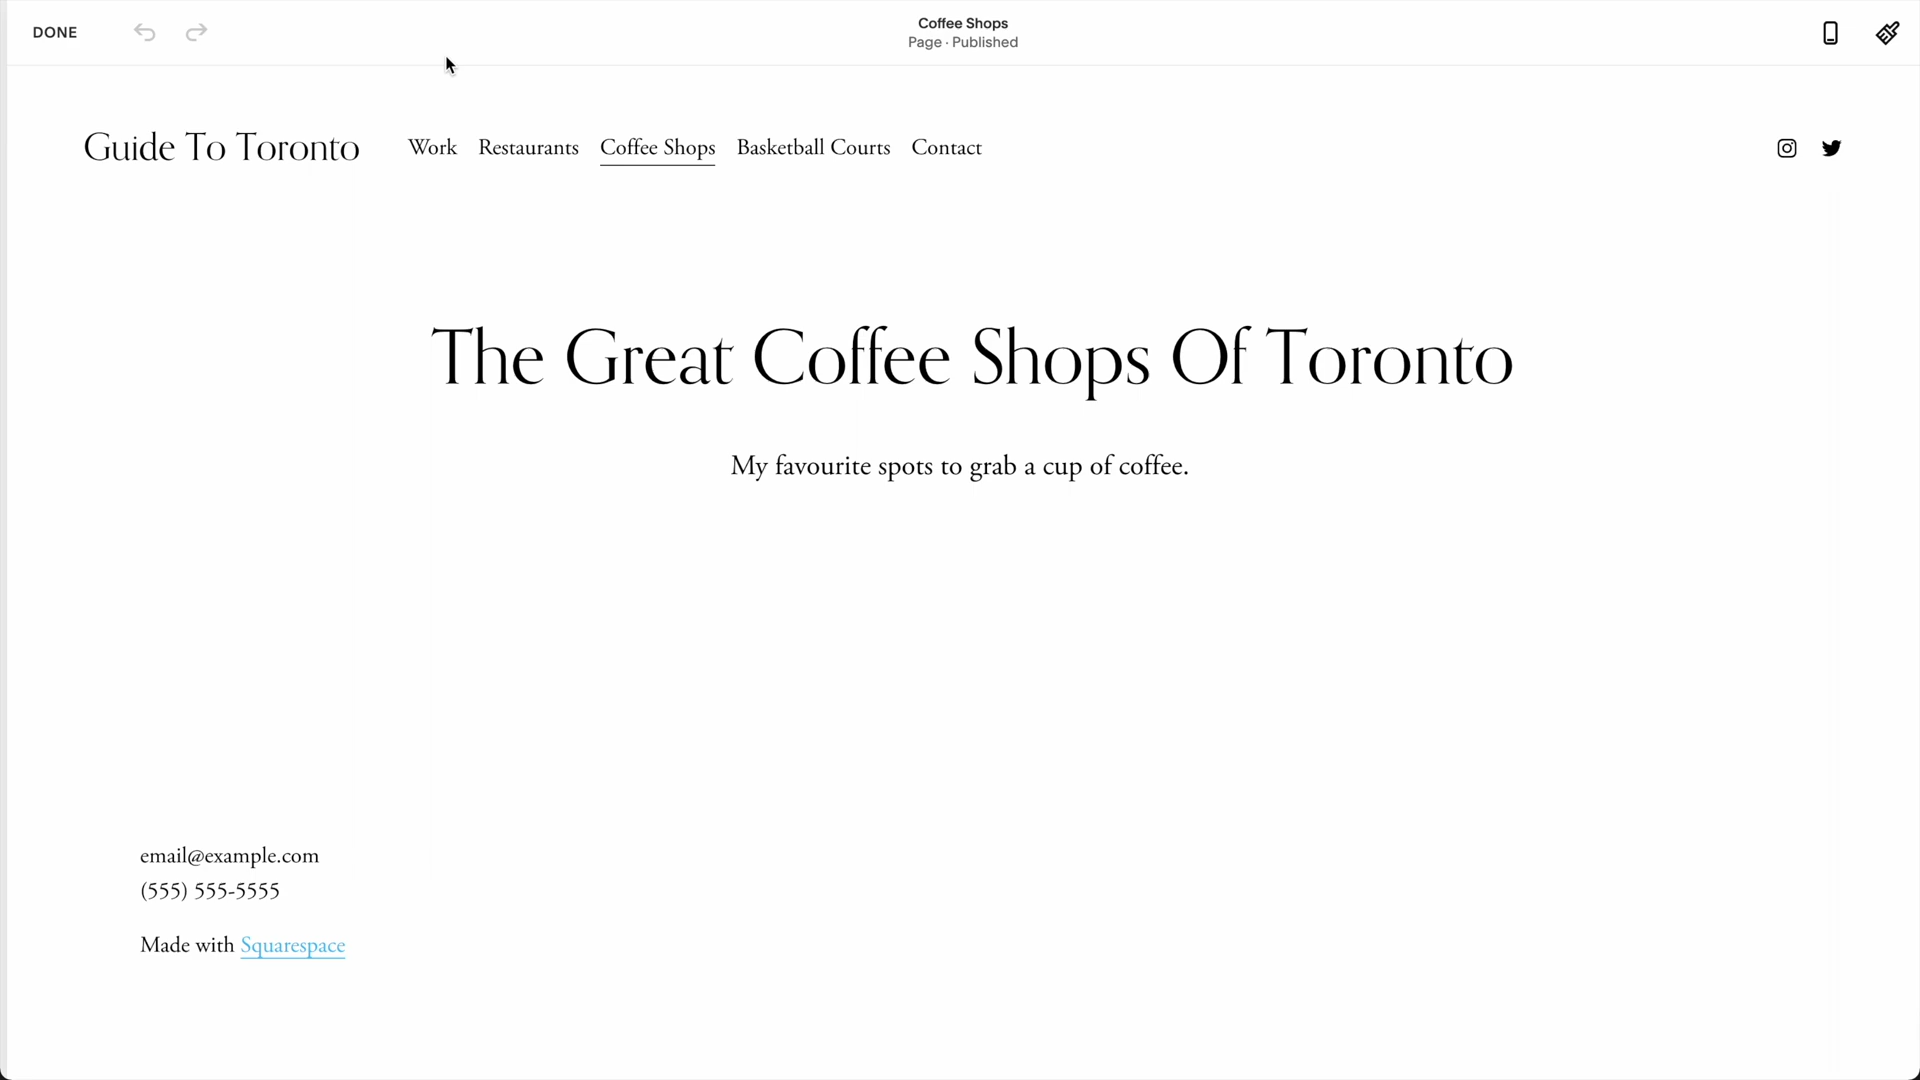 DONE
Coffee Shops
Page · Published
Guide To Toronto
Work Restaurants Coffee Shops Basketball Courts Contact
The Great Coffee Shops Of Toronto
My favourite spots to grab a cup of coffee.
email@example.com
(555) 555-5555
Made with Squarespace